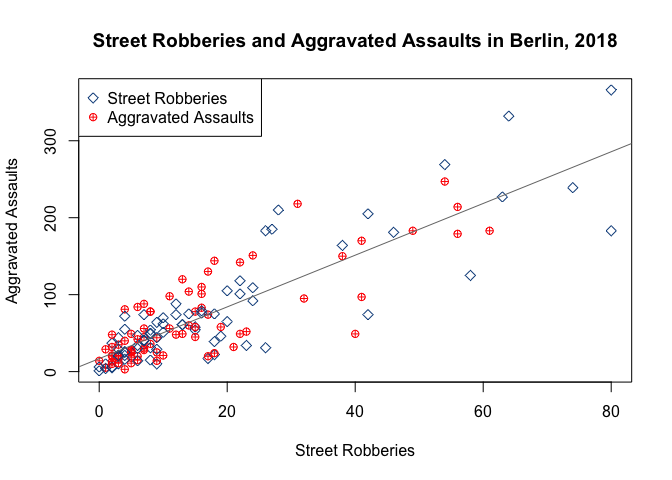 Street Robberies and Aggravated Assaults in Berlin, 2018
Street Robberies
Aggravated Assaults
Aggravated Assaults
300
200
100
0
0 20 40 60 80
Street Robberies